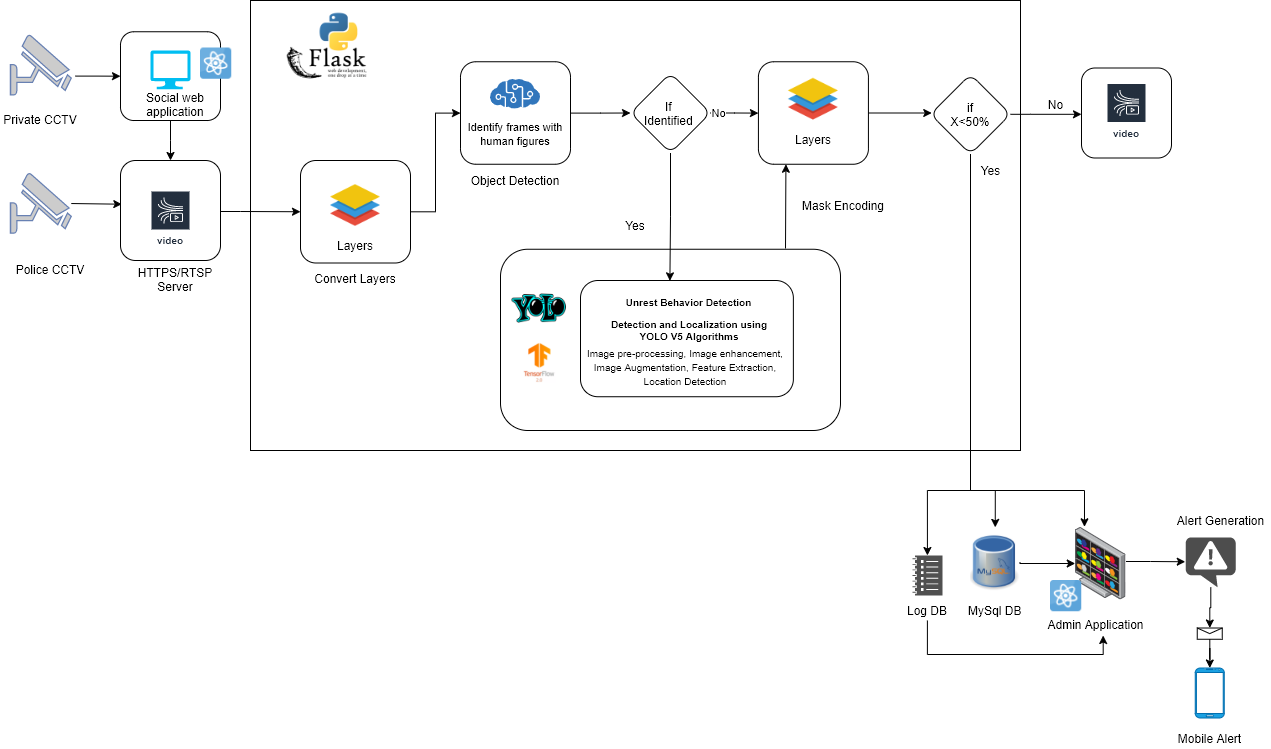 Flask
web development,
one drop at a time
Private CCTV
Social web
application
Police CCTV
video
HTTPS/RTSP
Server
Layers
Convert Layers
Identify frames with
human figures
Object Detection
If
Identified
No
Yes
Layers
Mask Encoding
if
X<50%
No
Yes
video
YOLO
TensorFlow
2.0
Unrest Behavior Detection
Detection and Localization using
YOLO V5 Algorithms
Image pre-processing, Image enhancement,
Image Augmentation, Feature Extraction,
Location Detection
Log DB
MySQL
MySql DB
Admin Application
Alert Generation
Mobile Alert